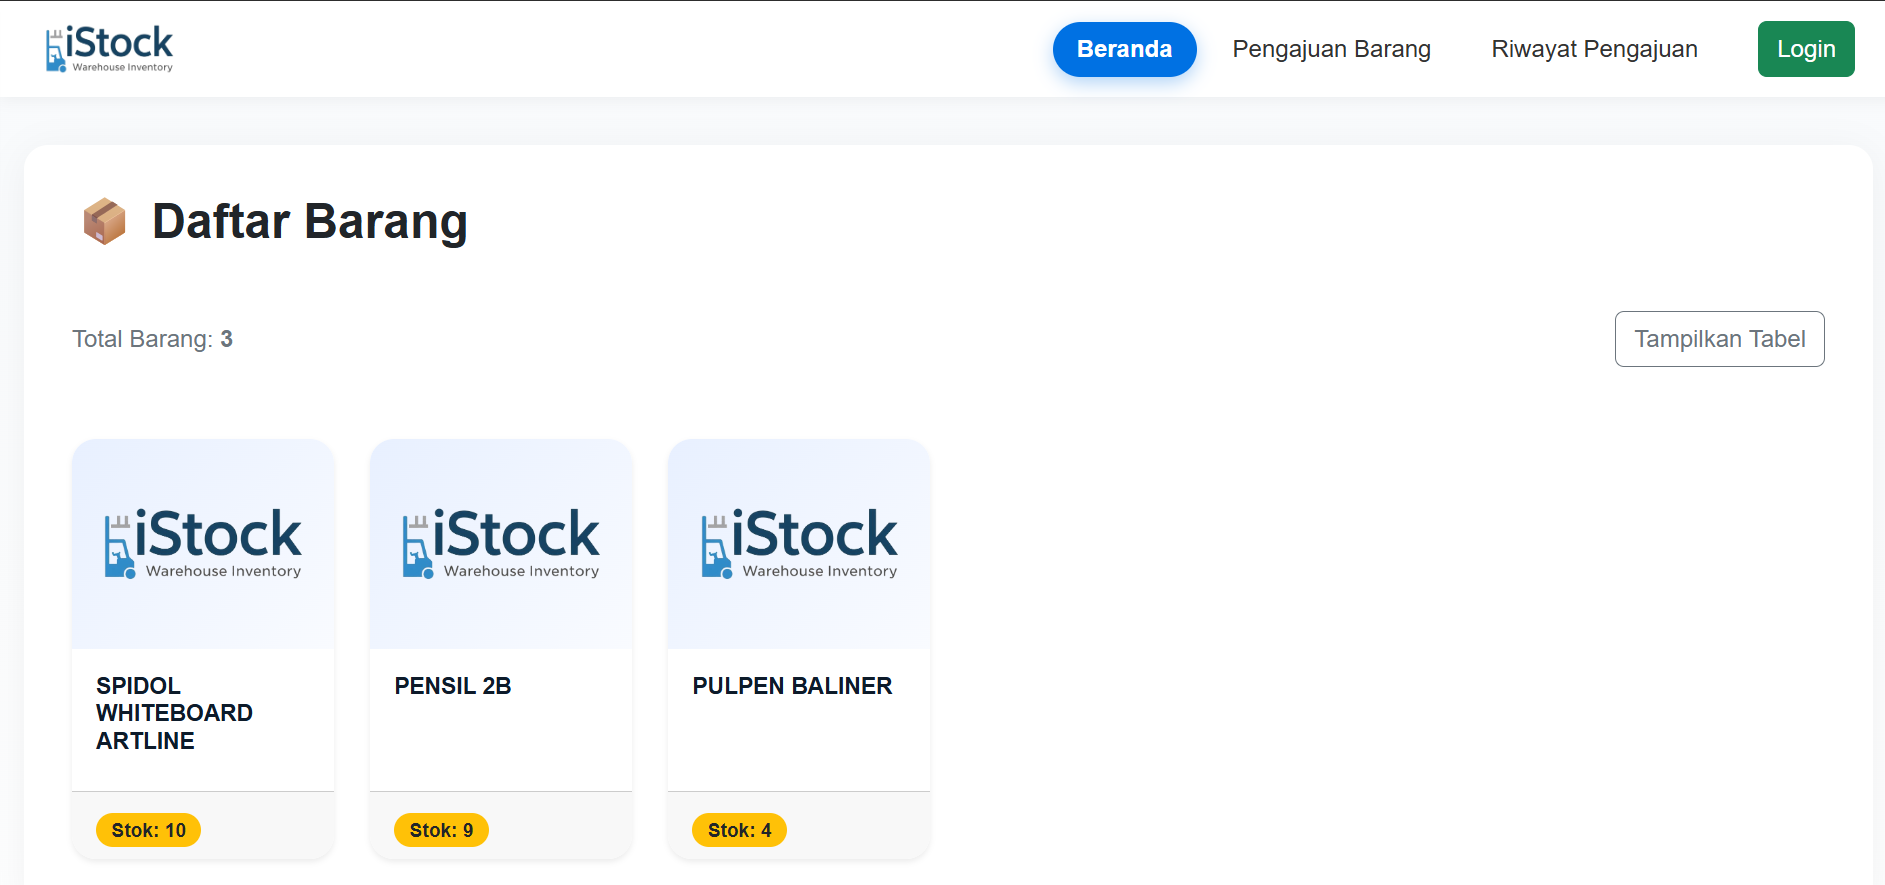 iStock
Warehouse Inventory
Beranda
Pengajuan Barang
Riwayat Pengajuan
Login
Daftar Barang
Total Barang: 3
Tampilkan Tabel
iStock
Warehouse Inventory
SPIDOL
WHITEBOARD
ARTLINE
Stok: 10
iStock
Warehouse Inventory
PENSIL 2B
Stok: 9
iStock
Warehouse Inventory
PULPEN BALINER
Stok: 4